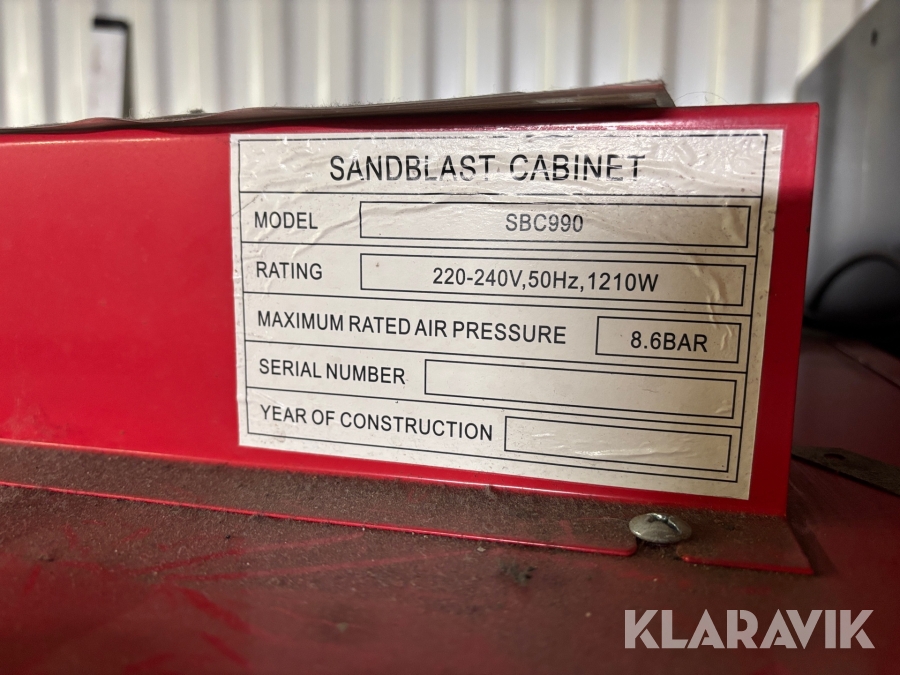 SANDBLAST CABINET
MODEL SBC990
RATING 220-240V,50Hz,1210W
MAXIMUM RATED AIR PRESSURE 8.6BAR
SERIAL NUMBER
YEAR OF CONSTRUCTION
KLARAVIK